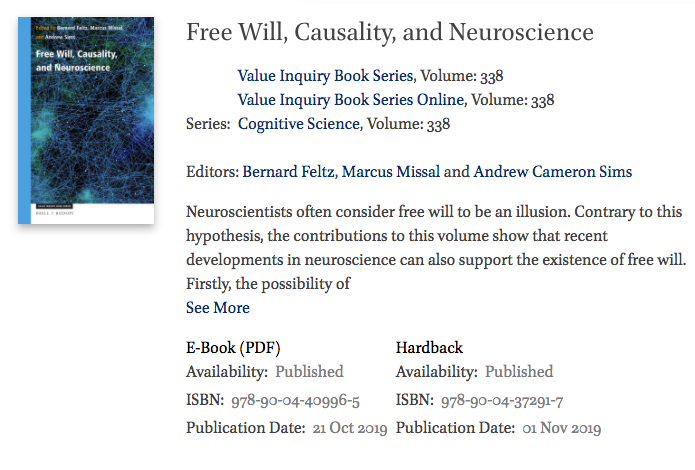 Edited by Bernard Feltz, Marcus Missal,
and Andrew Sims
Free Will, Causality,
and Neuroscience
BRILL | RODOPI
Free Will, Causality, and Neuroscience
Value Inquiry Book Series, Volume: 338
Value Inquiry Book Series Online, Volume: 338
Series: Cognitive Science, Volume: 338
Editors: Bernard Feltz, Marcus Missal and Andrew Cameron Sims
Neuroscientists often consider free will to be an illusion. Contrary to this
hypothesis, the contributions to this volume show that recent
developments in neuroscience can also support the existence of free will.
Firstly, the possibility of
See More
E-Book (PDF)
Availability: Published
ISBN: 978-90-04-40996-5
Publication Date: 21 Oct 2019
Hardback
Availability: Published
ISBN: 978-90-04-37291-7
Publication Date: 01 Nov 2019